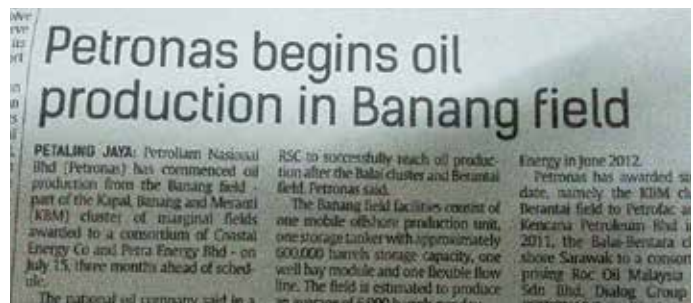 Petronas begins oil
production in Banang field
PETALING JAYA: Petroliam Nasional
Bhd (Petronas) has commenced oil
production from the Banang field -
part of the Kapal, Banang and Meranti
(KBM) cluster of marginal fields
awarded to a consortium of Coastal
Energy Co and Petra Energy Bhd - on
July 15, three months ahead of sched-
ule.
The national oil company said in a
RSC to successfully reach oil produc-
tion after the Balai cluster and Berantai
field, Petronas said.
The Banang field facilities consist of
one mobile offshore production unit,
one storage tanker with approximately
600,000 barrels storage capacity, one
well bay module and one flexible flow
line. The field is estimated to produce
Energy in June 2012.
Petronas has awarded
date, namely the KBM
Berantai field to Petrofac
Kencana Petroleum Bhd
2011, the Balai-Bentara
shore Sarawak to a
prising Roc Oil Malaysia
Sdn Bhd, Dialog Group